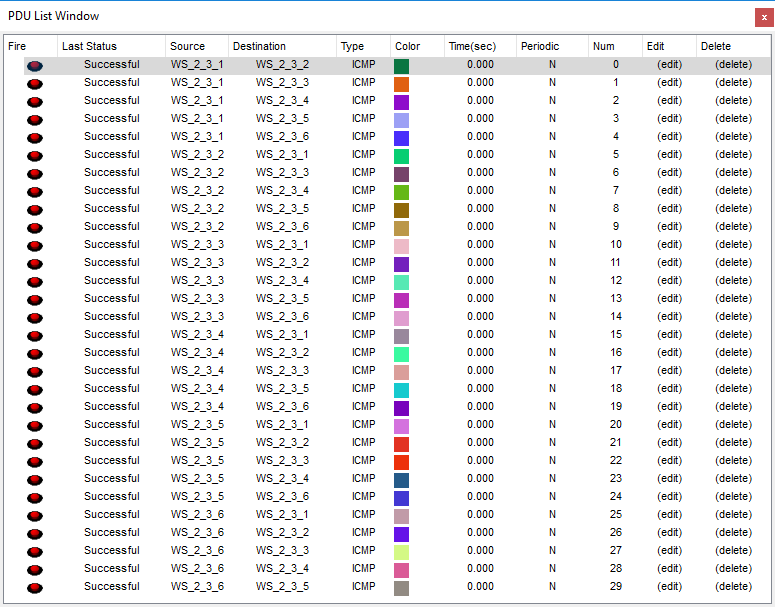 PDU List Window
x
Fire Last Status Source Destination Type Color Time(sec) Periodic Num Edit Delete
Successful WS_2_3_1 WS_2_3_2 ICMP 0.000 N 0 (edit) (delete)
Successful WS_2_3_1 WS_2_3_3 ICMP 0.000 N 1 (edit) (delete)
Successful WS_2_3_1 WS_2_3_4 ICMP 0.000 N 2 (edit) (delete)
Successful WS_2_3_1 WS_2_3_5 ICMP 0.000 N 3 (edit) (delete)
Successful WS_2_3_1 WS_2_3_6 ICMP 0.000 N 4 (edit) (delete)
Successful WS_2_3_2 WS_2_3_1 ICMP 0.000 N 5 (edit) (delete)
Successful WS_2_3_2 WS_2_3_3 ICMP 0.000 N 6 (edit) (delete)
Successful WS_2_3_2 WS_2_3_4 ICMP 0.000 N 7 (edit) (delete)
Successful WS_2_3_2 WS_2_3_5 ICMP 0.000 N 8 (edit) (delete)
Successful WS_2_3_2 WS_2_3_6 ICMP 0.000 N 9 (edit) (delete)
Successful WS_2_3_3 WS_2_3_1 ICMP 0.000 N 10 (edit) (delete)
Successful WS_2_3_3 WS_2_3_2 ICMP 0.000 N 11 (edit) (delete)
Successful WS_2_3_3 WS_2_3_4 ICMP 0.000 N 12 (edit) (delete)
Successful WS_2_3_3 WS_2_3_5 ICMP 0.000 N 13 (edit) (delete)
Successful WS_2_3_3 WS_2_3_6 ICMP 0.000 N 14 (edit) (delete)
Successful WS_2_3_4 WS_2_3_1 ICMP 0.000 N 15 (edit) (delete)
Successful WS_2_3_4 WS_2_3_2 ICMP 0.000 N 16 (edit) (delete)
Successful WS_2_3_4 WS_2_3_3 ICMP 0.000 N 17 (edit) (delete)
Successful WS_2_3_4 WS_2_3_5 ICMP 0.000 N 18 (edit) (delete)
Successful WS_2_3_4 WS_2_3_6 ICMP 0.000 N 19 (edit) (delete)
Successful WS_2_3_5 WS_2_3_1 ICMP 0.000 N 20 (edit) (delete)
Successful WS_2_3_5 WS_2_3_2 ICMP 0.000 N 21 (edit) (delete)
Successful WS_2_3_5 WS_2_3_3 ICMP 0.000 N 22 (edit) (delete)
Successful WS_2_3_5 WS_2_3_4 ICMP 0.000 N 23 (edit) (delete)
Successful WS_2_3_5 WS_2_3_6 ICMP 0.000 N 24 (edit) (delete)
Successful WS_2_3_6 WS_2_3_1 ICMP 0.000 N 25 (edit) (delete)
Successful WS_2_3_6 WS_2_3_2 ICMP 0.000 N 26 (edit) (delete)
Successful WS_2_3_6 WS_2_3_3 ICMP 0.000 N 27 (edit) (delete)
Successful WS_2_3_6 WS_2_3_4 ICMP 0.000 N 28 (edit) (delete)
Successful WS_2_3_6 WS_2_3_5 ICMP 0.000 N 29 (edit) (delete)